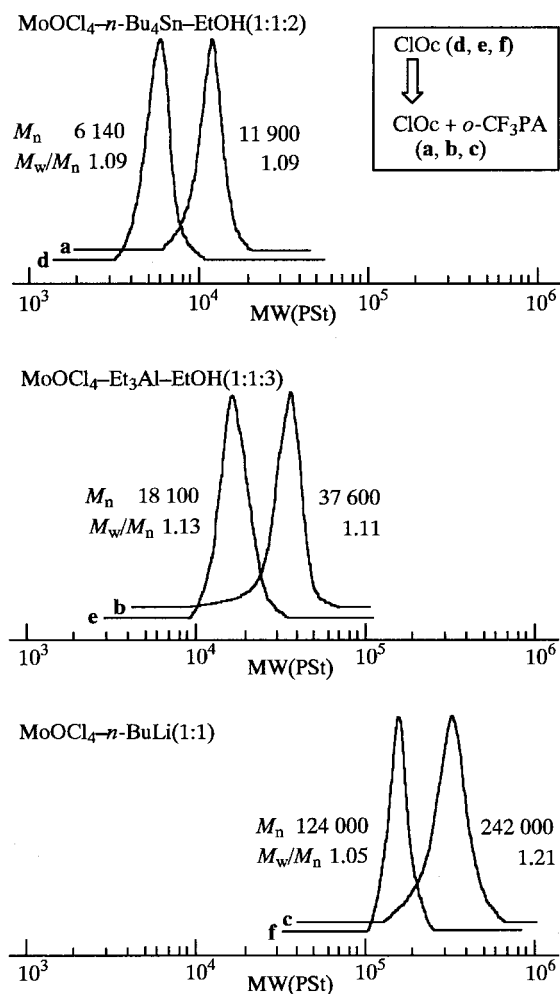 MoOCl₄–n-Bu₄Sn–EtOH(1:1:2)
ClOc (d, e, f)
ClOc + o-CF₃PA
(a, b, c)
Mn 6 140 11 900
Mw/Mn 1.09 1.09
a
d
10³ 10⁴ 10⁵ 10⁶
MW(PSt)
MoOCl₄–Et₃Al–EtOH(1:1:3)
Mn 18 100 37 600
Mw/Mn 1.13 1.11
b
e
10³ 10⁴ 10⁵ 10⁶
MW(PSt)
MoOCl₄–n-BuLi(1:1)
Mn 124 000 242 000
Mw/Mn 1.05 1.21
c
f
10³ 10⁴ 10⁵ 10⁶
MW(PSt)